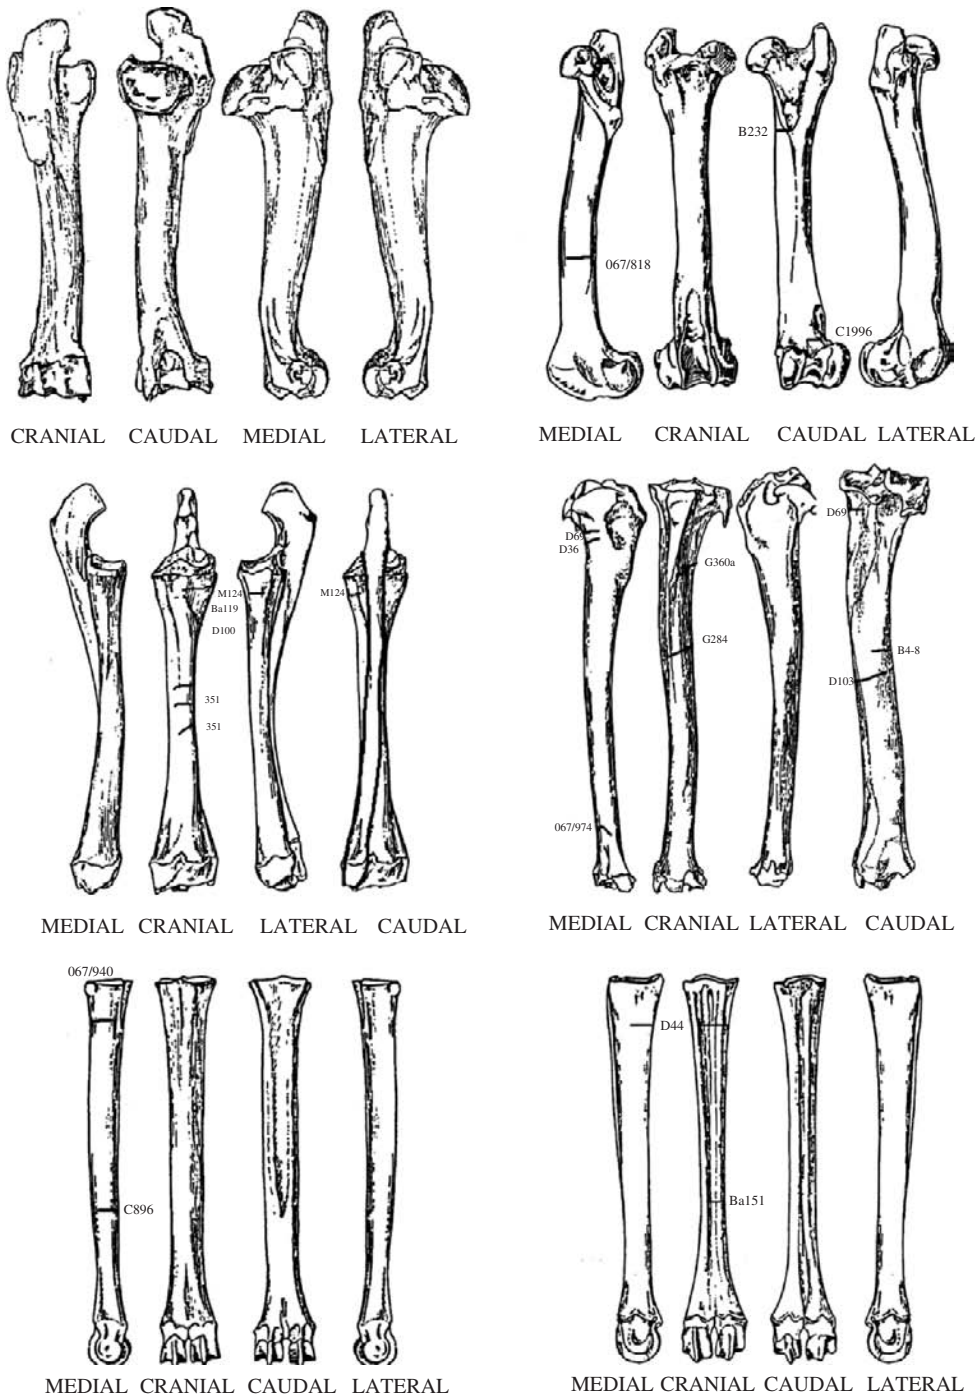 B232
067/818
C1996
CRANIAL CAUDAL MEDIAL LATERAL
MEDIAL CRANIAL CAUDAL LATERAL
M124
Ba119
D100
351
351
M124
D69
D36
G360a
G284
067/974
D69
B4-8
D103
MEDIAL CRANIAL LATERAL CAUDAL
MEDIAL CRANIAL LATERAL CAUDAL
067/940
C896
D44
Ba151
MEDIAL CRANIAL CAUDAL LATERAL
MEDIAL CRANIAL CAUDAL LATERAL